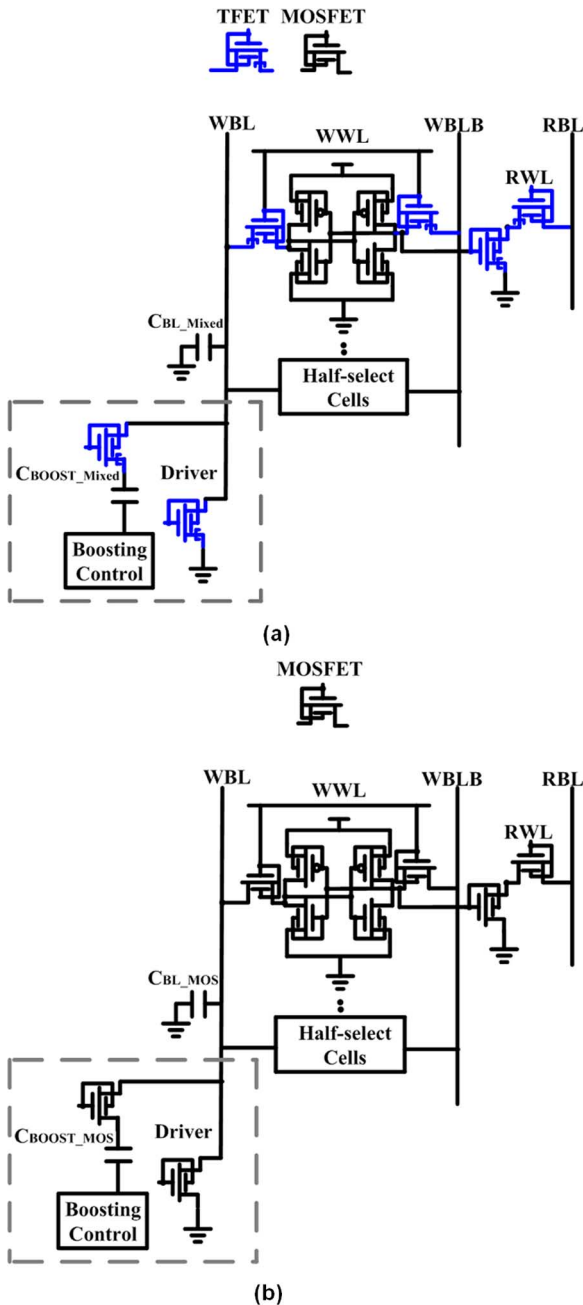 TFET MOSFET
WBL WWL WBLB RBL
RWL
CBL_Mixed
Half-select
Cells
CBOOST_Mixed
Driver
Boosting
Control
(a)
MOSFET
WBL WWL WBLB RBL
RWL
CBL_MOS
Half-select
Cells
CBOOST_MOS
Driver
Boosting
Control
(b)